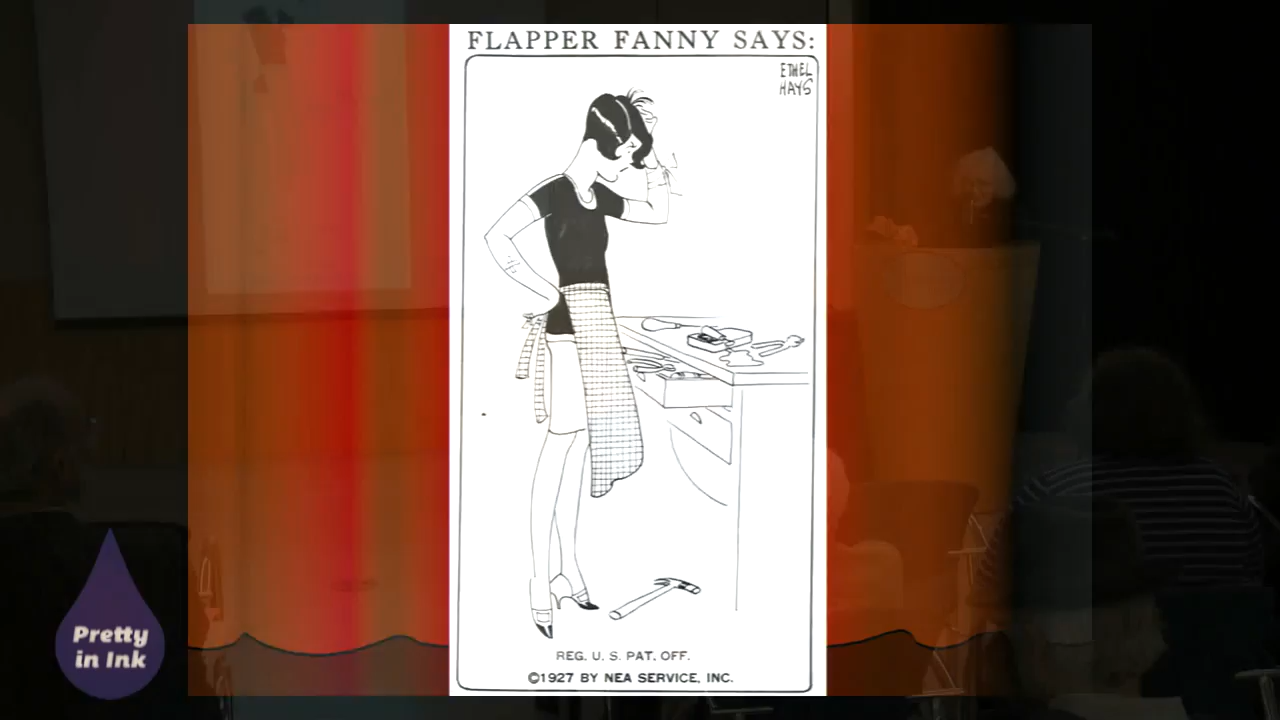 FLAPPER FANNY SAYS:
ETHEL
HAYS
REG. U. S. PAT. OFF.
©1927 BY NEA SERVICE, INC.
Pretty
in Ink